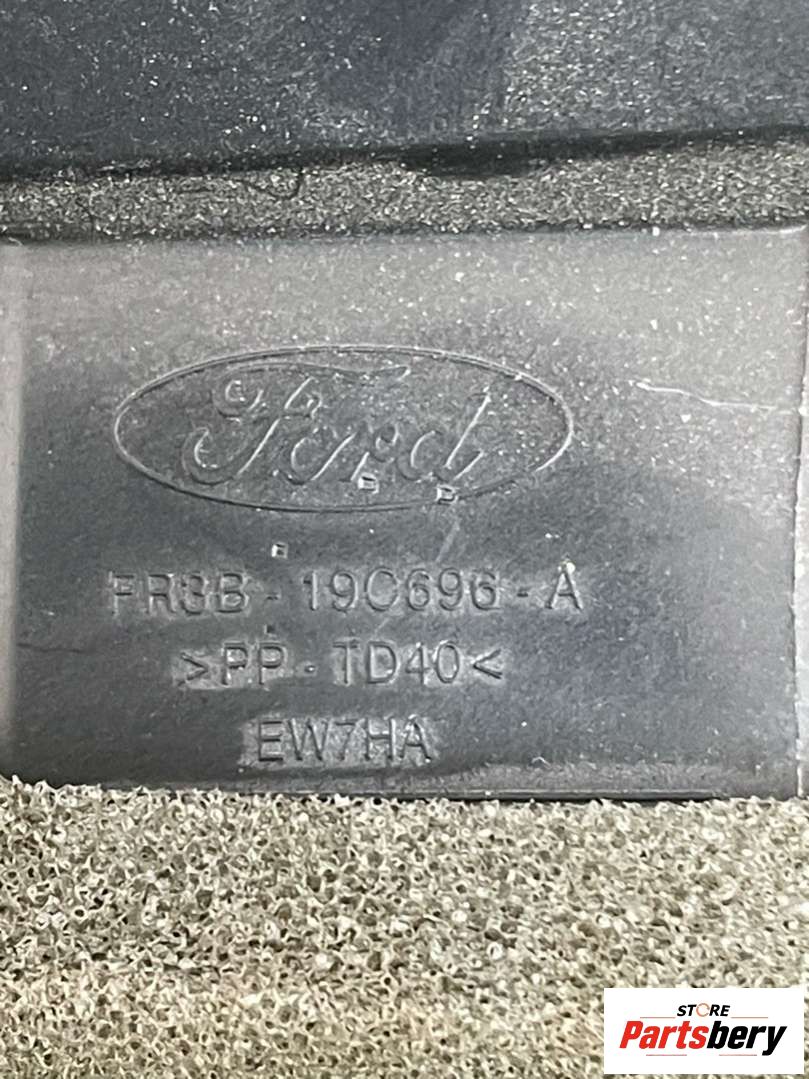 Ford
FR3B - 19C696 - A
>PP - TD40<
EW7HA
STORE
Partsbery